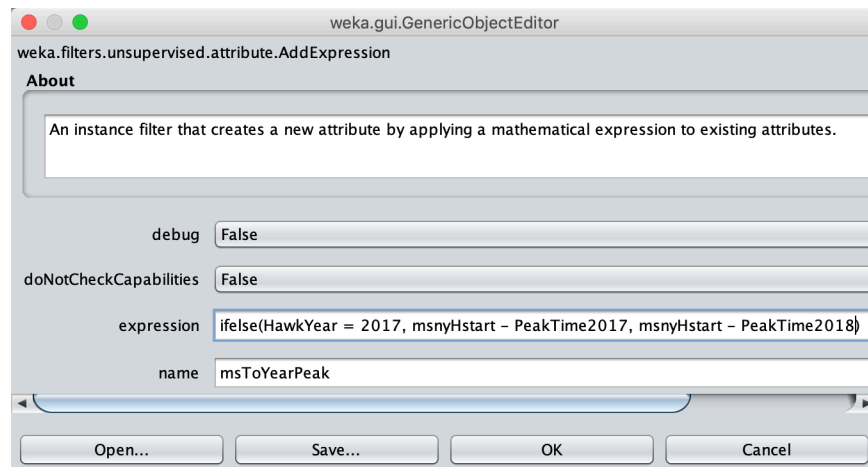 weka.gui.GenericObjectEditor
weka.filters.unsupervised.attribute.AddExpression
About
An instance filter that creates a new attribute by applying a mathematical expression to existing attributes.
debug False
doNotCheckCapabilities False
expression ifelse(HawkYear = 2017, msnyHstart - PeakTime2017, msnyHstart - PeakTime2018)
name msToYearPeak
Open... Save... OK Cancel